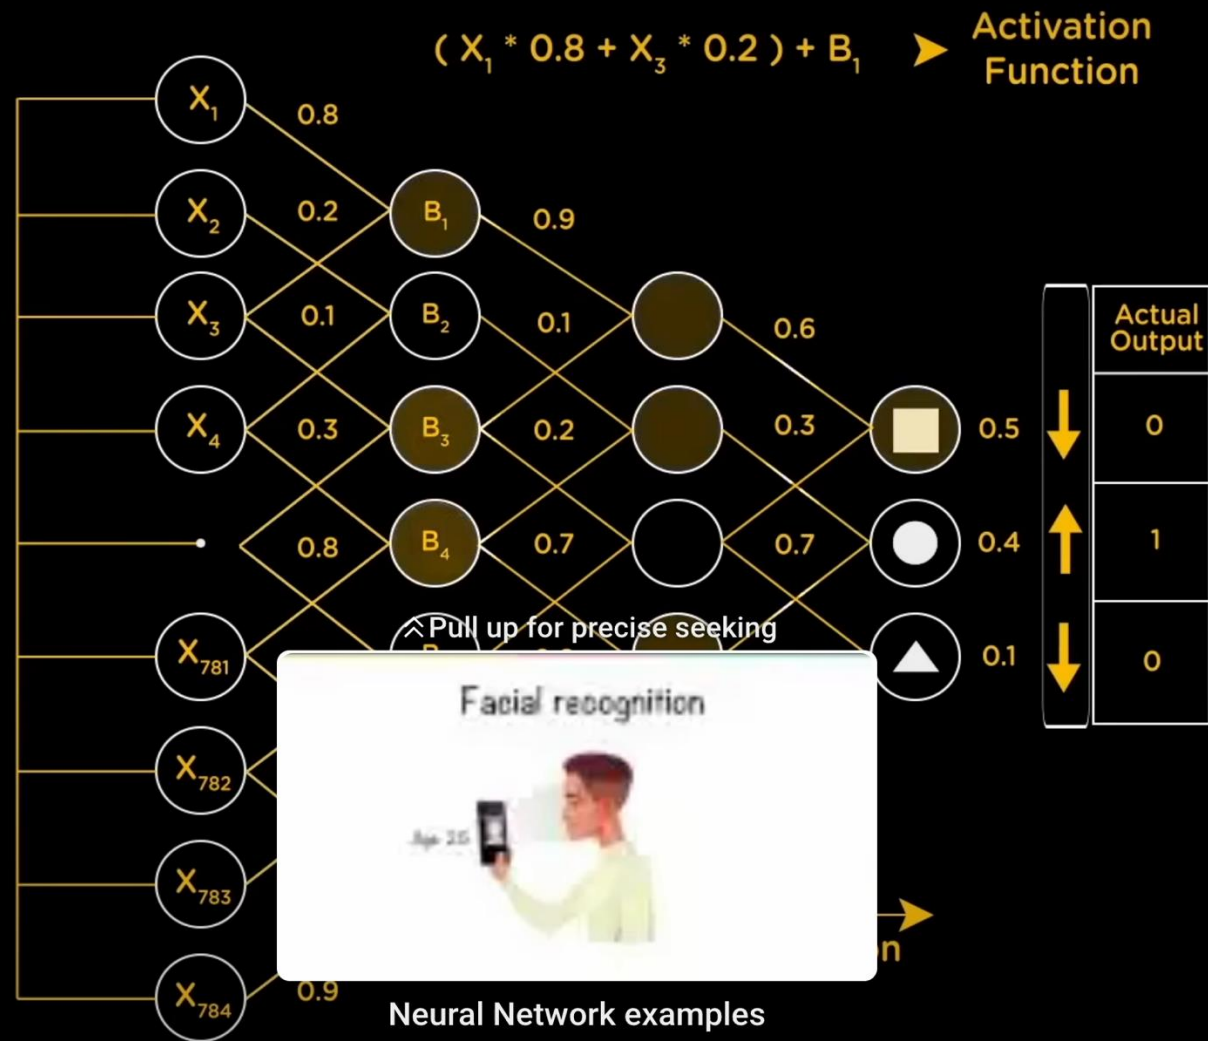 ( X₁ * 0.8 + X₃ * 0.2 ) + B₁
Activation
Function
X₁
0.8
X₂
0.2
B₁
0.9
X₃
0.1
B₂
0.1
0.6
Actual
Output
X₄
0.3
B₃
0.2
0.3
0.5
0
0.8
B₄
0.7
0.7
0.4
1
Pull up for precise seeking
X₇₈₁
0.1
0
Facial recognition
X₇₈₂
Age 25
X₇₈₃
n
X₇₈₄
0.9
Neural Network examples